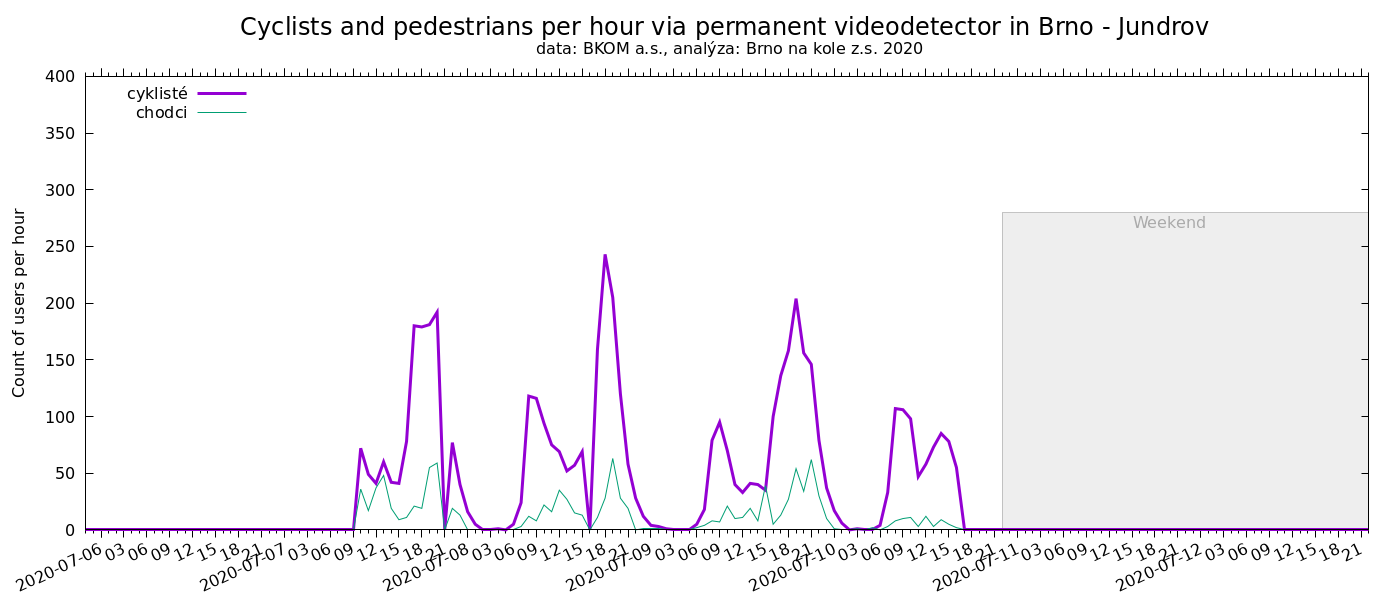 Cyclists and pedestrians per hour via permanent videodetector in Brno - Jundrov
data: BKOM a.s., analýza: Brno na kole z.s. 2020
cyklisté
chodci
Weekend
Count of users per hour
400
350
300
250
200
150
100
50
0
2020-07-06 03 06 09 12 15 18 21 2020-07-07 03 06 09 12 15 18 21 2020-07-08 03 06 09 12 15 18 21 2020-07-09 03 06 09 12 15 18 21 2020-07-10 03 06 09 12 15 18 21 2020-07-11 03 06 09 12 15 18 21 2020-07-12 03 06 09 12 15 18 21